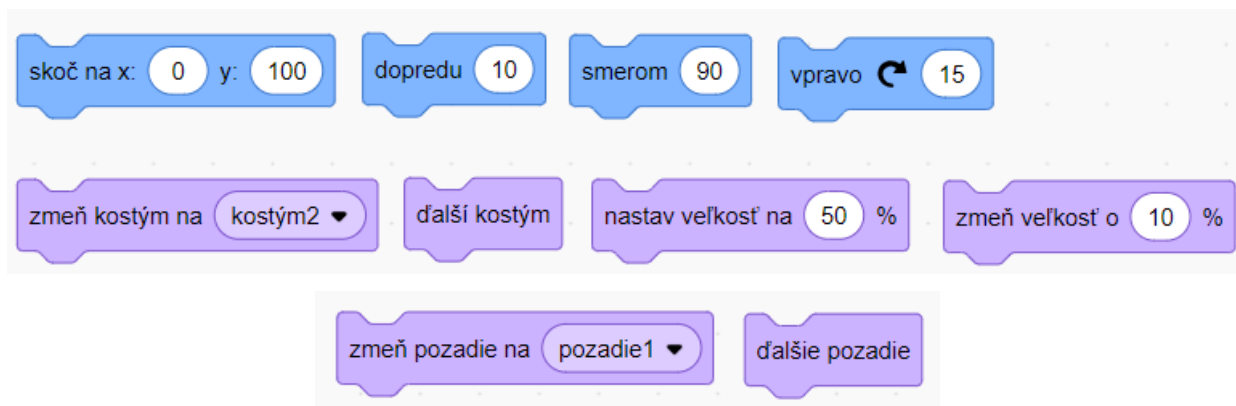 skoč na x: 0 y: 100 dopredu 10 smerom 90 vpravo 15
zmeň kostým na kostým2 ďalší kostým nastav veľkosť na 50 % zmeň veľkosť o 10 %
zmeň pozadie na pozadie1 ďalšie pozadie